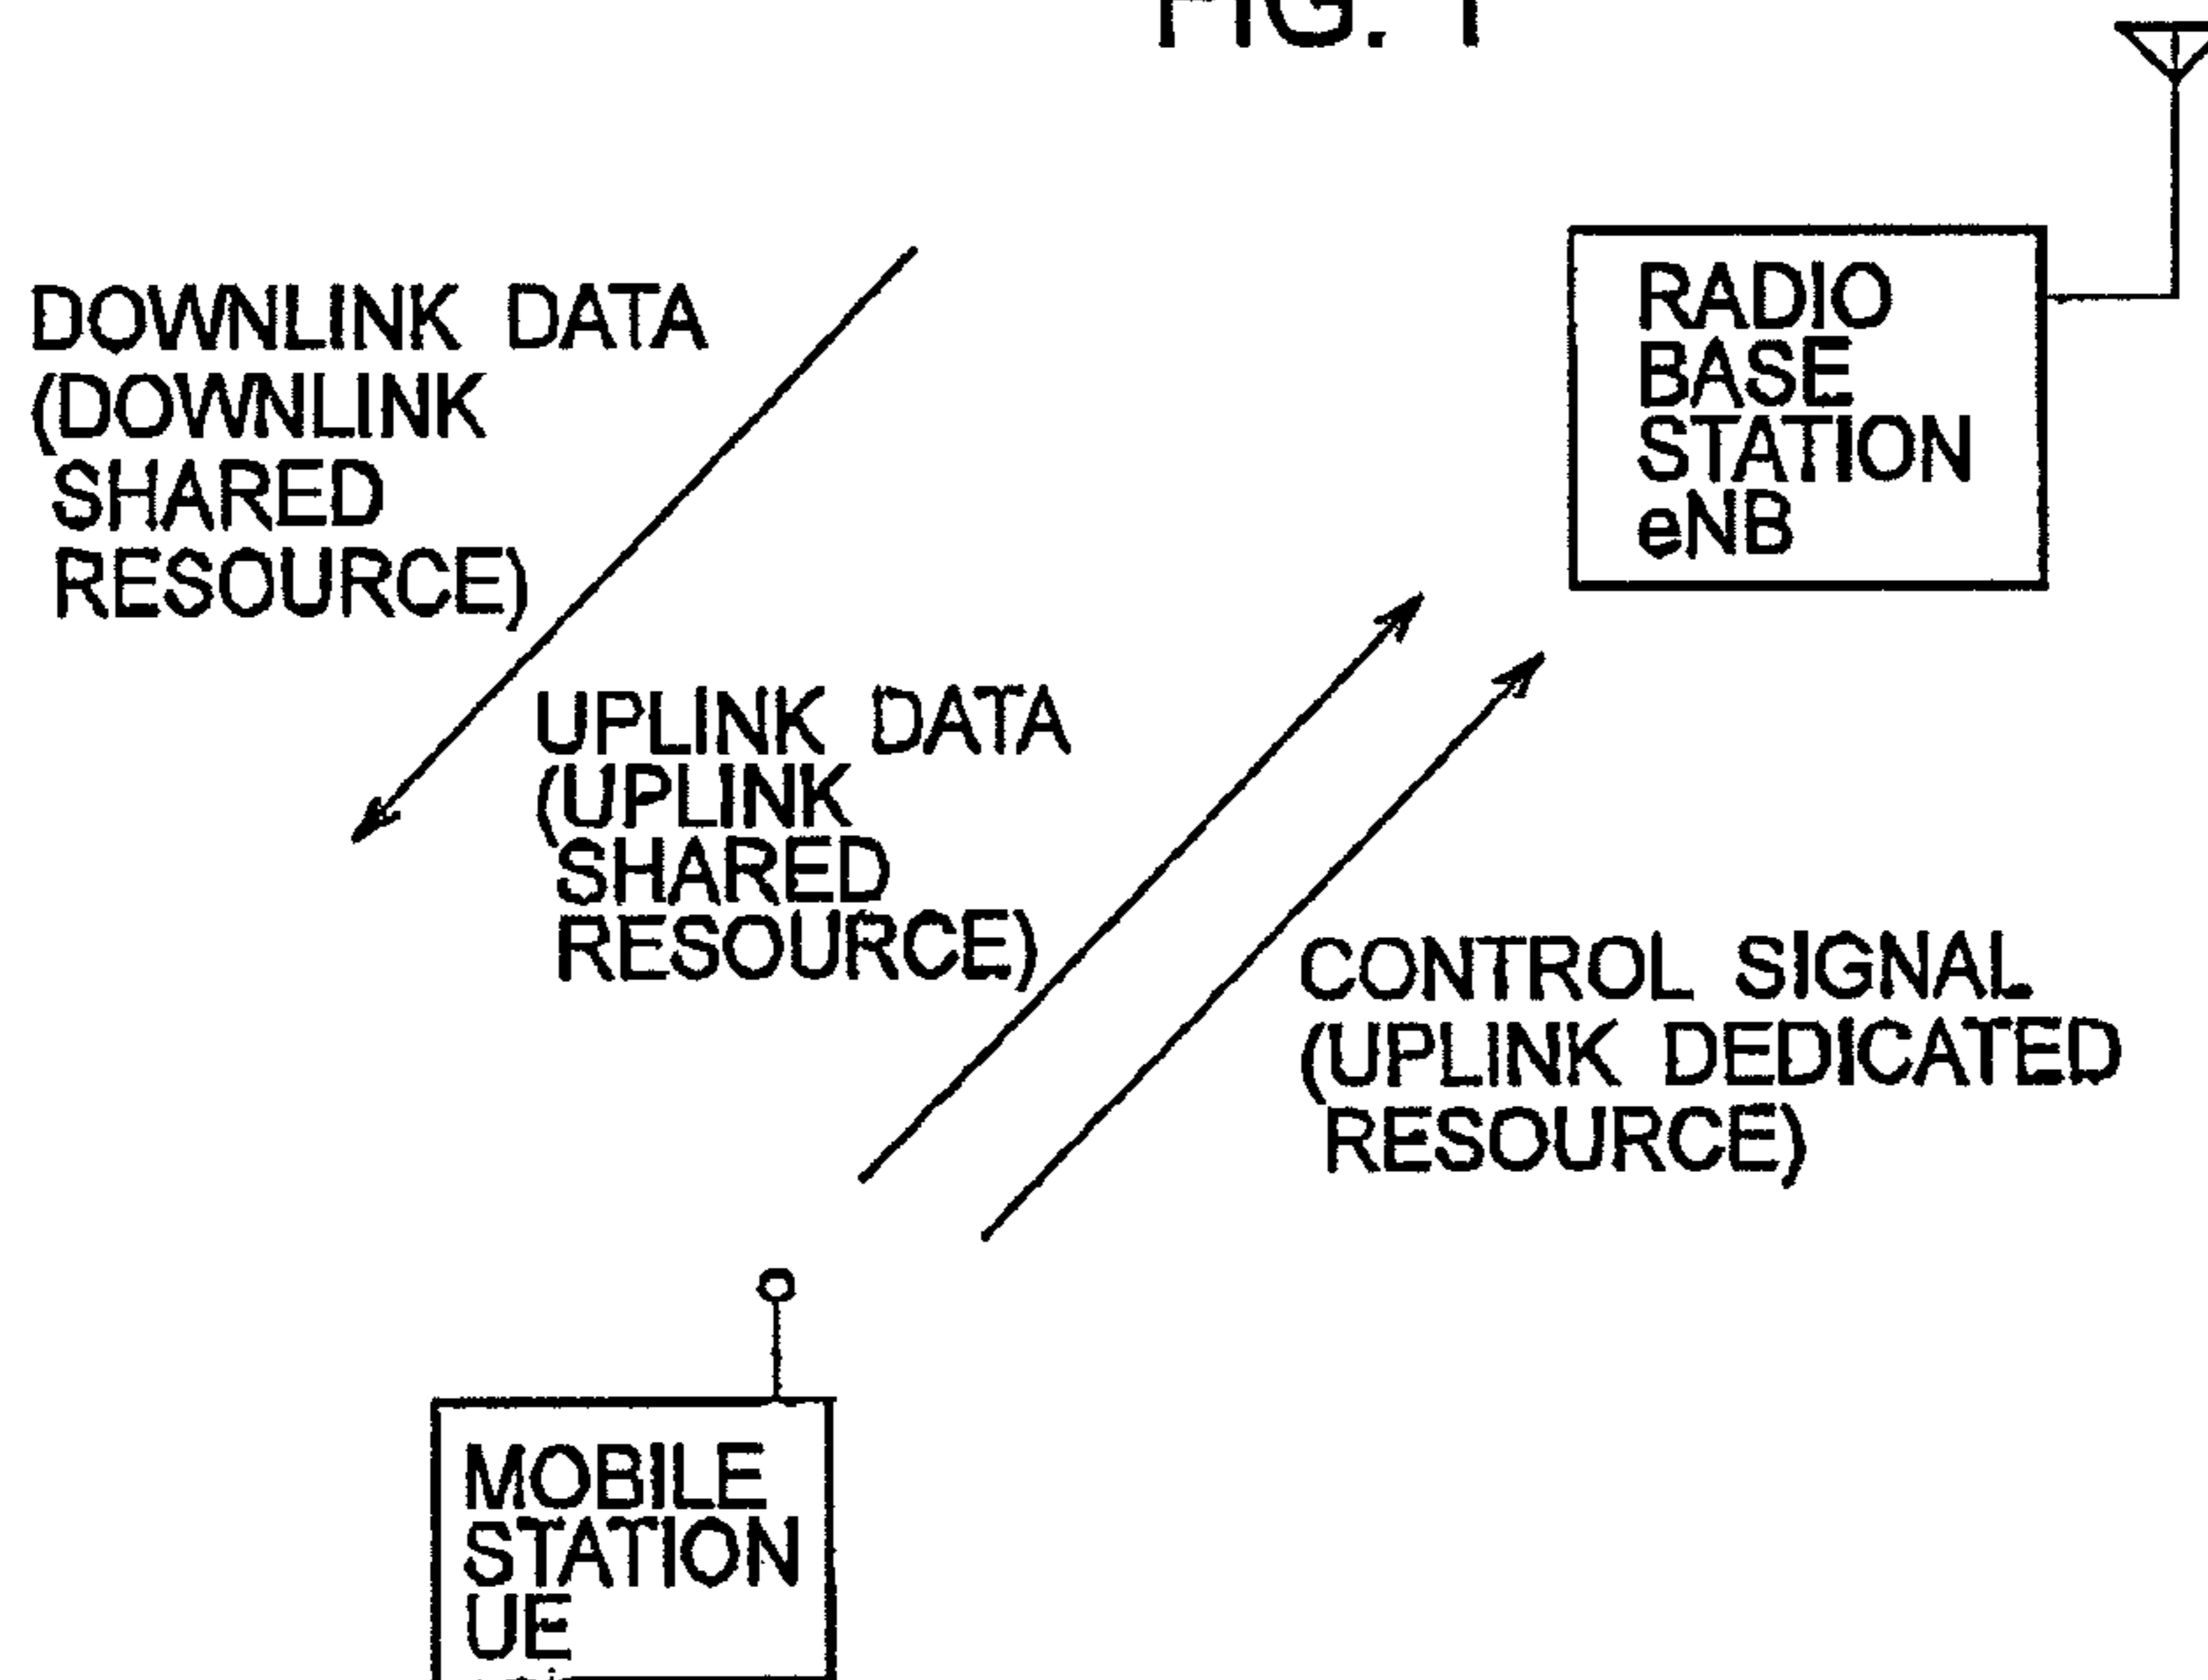 FIG. 1
RADIO
BASE
STATION
eNB
DOWNLINK DATA
(DOWNLINK
SHARED
RESOURCE)
UPLINK DATA
(UPLINK
SHARED
RESOURCE)
CONTROL SIGNAL
(UPLINK DEDICATED
RESOURCE)
MOBILE
STATION
UE